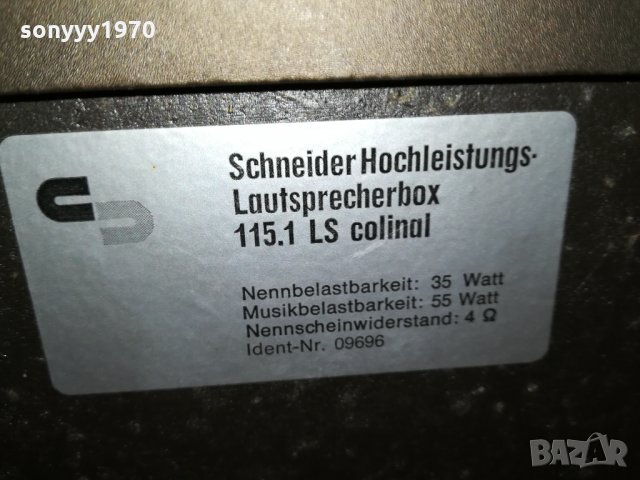 sonyyy1970
Schneider Hochleistungs-
Lautsprecherbox
115.1 LS colinal
Nennbelastbarkeit: 35 Watt
Musikbelastbarkeit: 55 Watt
Nennscheinwiderstand: 4 Ω
Ident-Nr. 09696
BAZAR